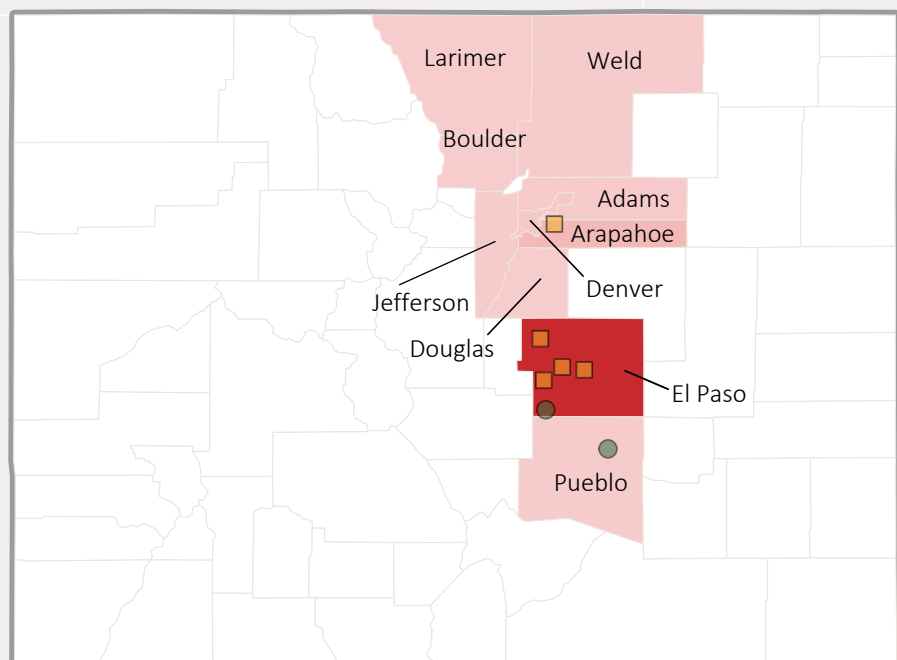 Larimer
Weld
Boulder
Adams
Arapahoe
Denver
Jefferson
Douglas
El Paso
Pueblo